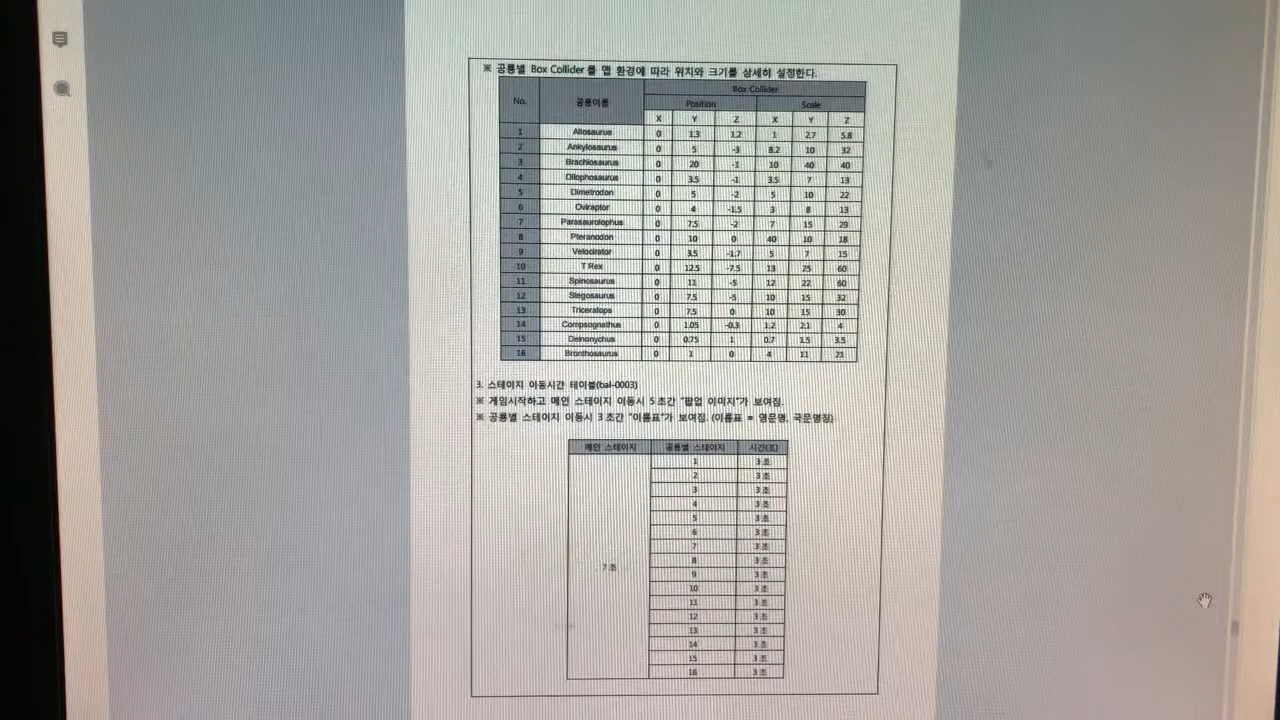 ※ 공룡별 Box Collider 를 맵 환경에 따라 위치와 크기를 상세히 설정한다.
Box Collider
No. 공룡이름 Position Scale
X Y Z X Y Z
1 Allosaurus 0 1.3 1.2 1 2.7 5.8
2 Ankylosaurus 0 5 -3 8.2 10 32
3 Brachiosaurus 0 20 -1 10 40 40
4 Dilophosaurus 0 3.5 -1 3.5 7 13
5 Dimetrodon 0 5 -2 5 10 22
6 Oviraptor 0 4 -1.5 3 8 13
7 Parasaurolophus 0 7.5 -2 7 15 29
8 Pteranodon 0 10 0 40 10 18
9 Velocirator 0 3.5 -1.7 5 7 15
10 T Rex 0 12.5 -7.5 13 25 60
11 Spinosaurus 0 11 -5 12 22 60
12 Stegosaurus 0 7.5 -5 10 15 32
13 Triceratops 0 7.5 0 10 15 30
14 Compsognathus 0 1.05 -0.3 1.2 2.1 4
15 Deinonychus 0 0.75 1 0.7 1.5 3.5
16 Bronthosaurus 0 1 0 4 11 21
3. 스테이지 이동시간 테이블(bal-0003)
※ 게임시작하고 메인 스테이지 이동시 5초간 "팝업 이미지"가 보여짐.
※ 공룡별 스테이지 이동시 3초간 "이름표"가 보여짐. (이름표 = 영문명, 국문명칭)
메인 스테이지 공룡별 스테이지 시간(초)
1 3초
2 3초
3 3초
4 3초
5 3초
6 3초
7 3초
8 3초
7초
9 3초
10 3초
11 3초
12 3초
13 3초
14 3초
15 3초
16 3초